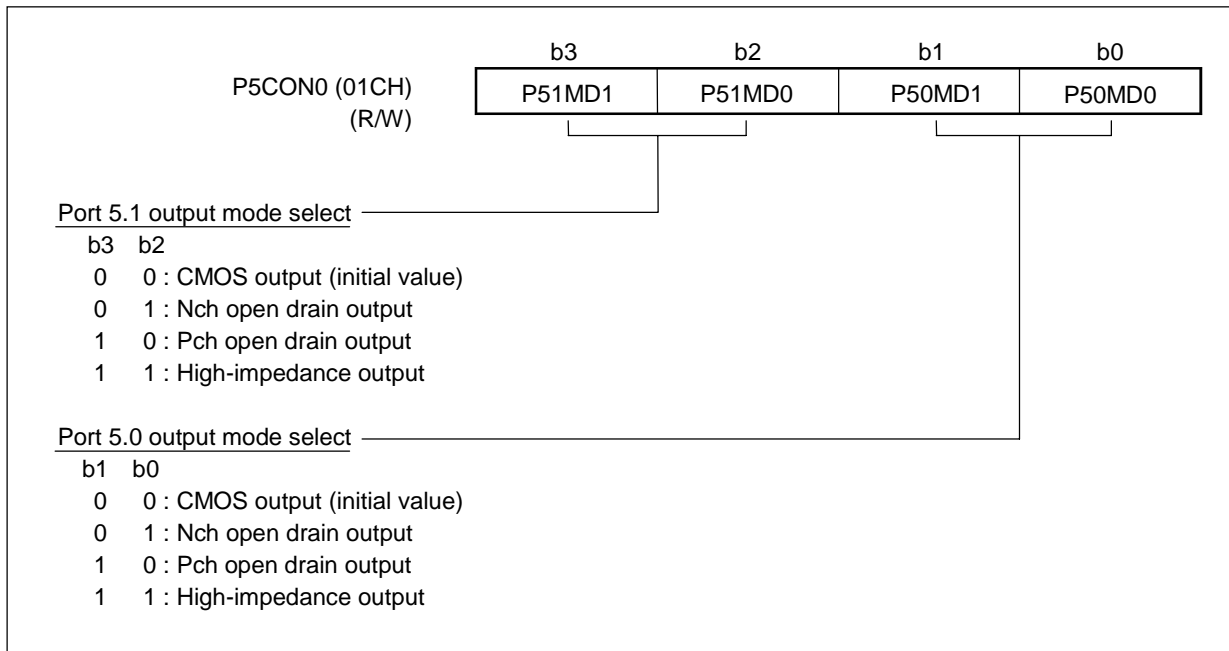 b3 b2 b1 b0
P5CON0 (01CH) P51MD1 P51MD0 P50MD1 P50MD0
(R/W)
Port 5.1 output mode select
b3 b2
0 0 : CMOS output (initial value)
0 1 : Nch open drain output
1 0 : Pch open drain output
1 1 : High-impedance output
Port 5.0 output mode select
b1 b0
0 0 : CMOS output (initial value)
0 1 : Nch open drain output
1 0 : Pch open drain output
1 1 : High-impedance output